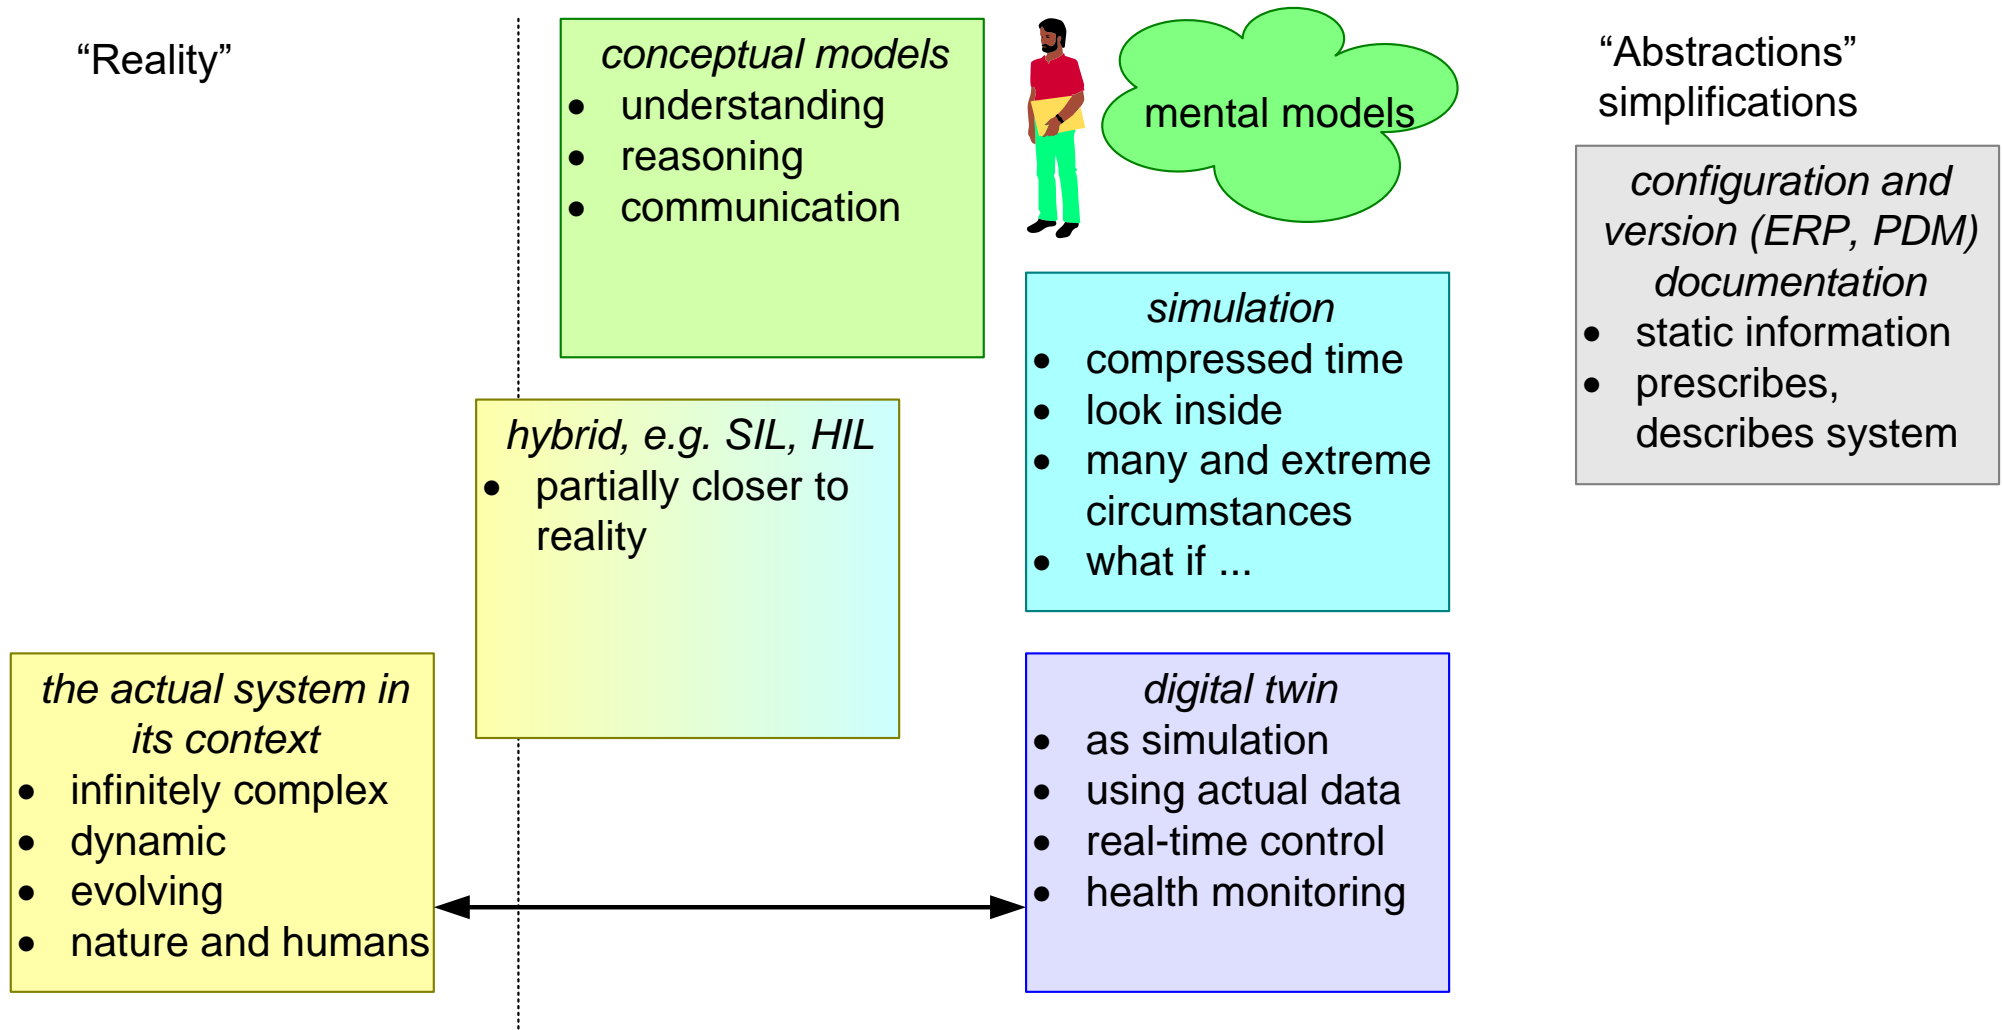 “Reality”
conceptual models
• understanding
• reasoning
• communication
mental models
“Abstractions”
simplifications
configuration and
version (ERP, PDM)
documentation
• static information
• prescribes,
describes system
simulation
• compressed time
• look inside
• many and extreme
circumstances
• what if ...
hybrid, e.g. SIL, HIL
• partially closer to
reality
the actual system in
its context
• infinitely complex
• dynamic
• evolving
• nature and humans
digital twin
• as simulation
• using actual data
• real-time control
• health monitoring